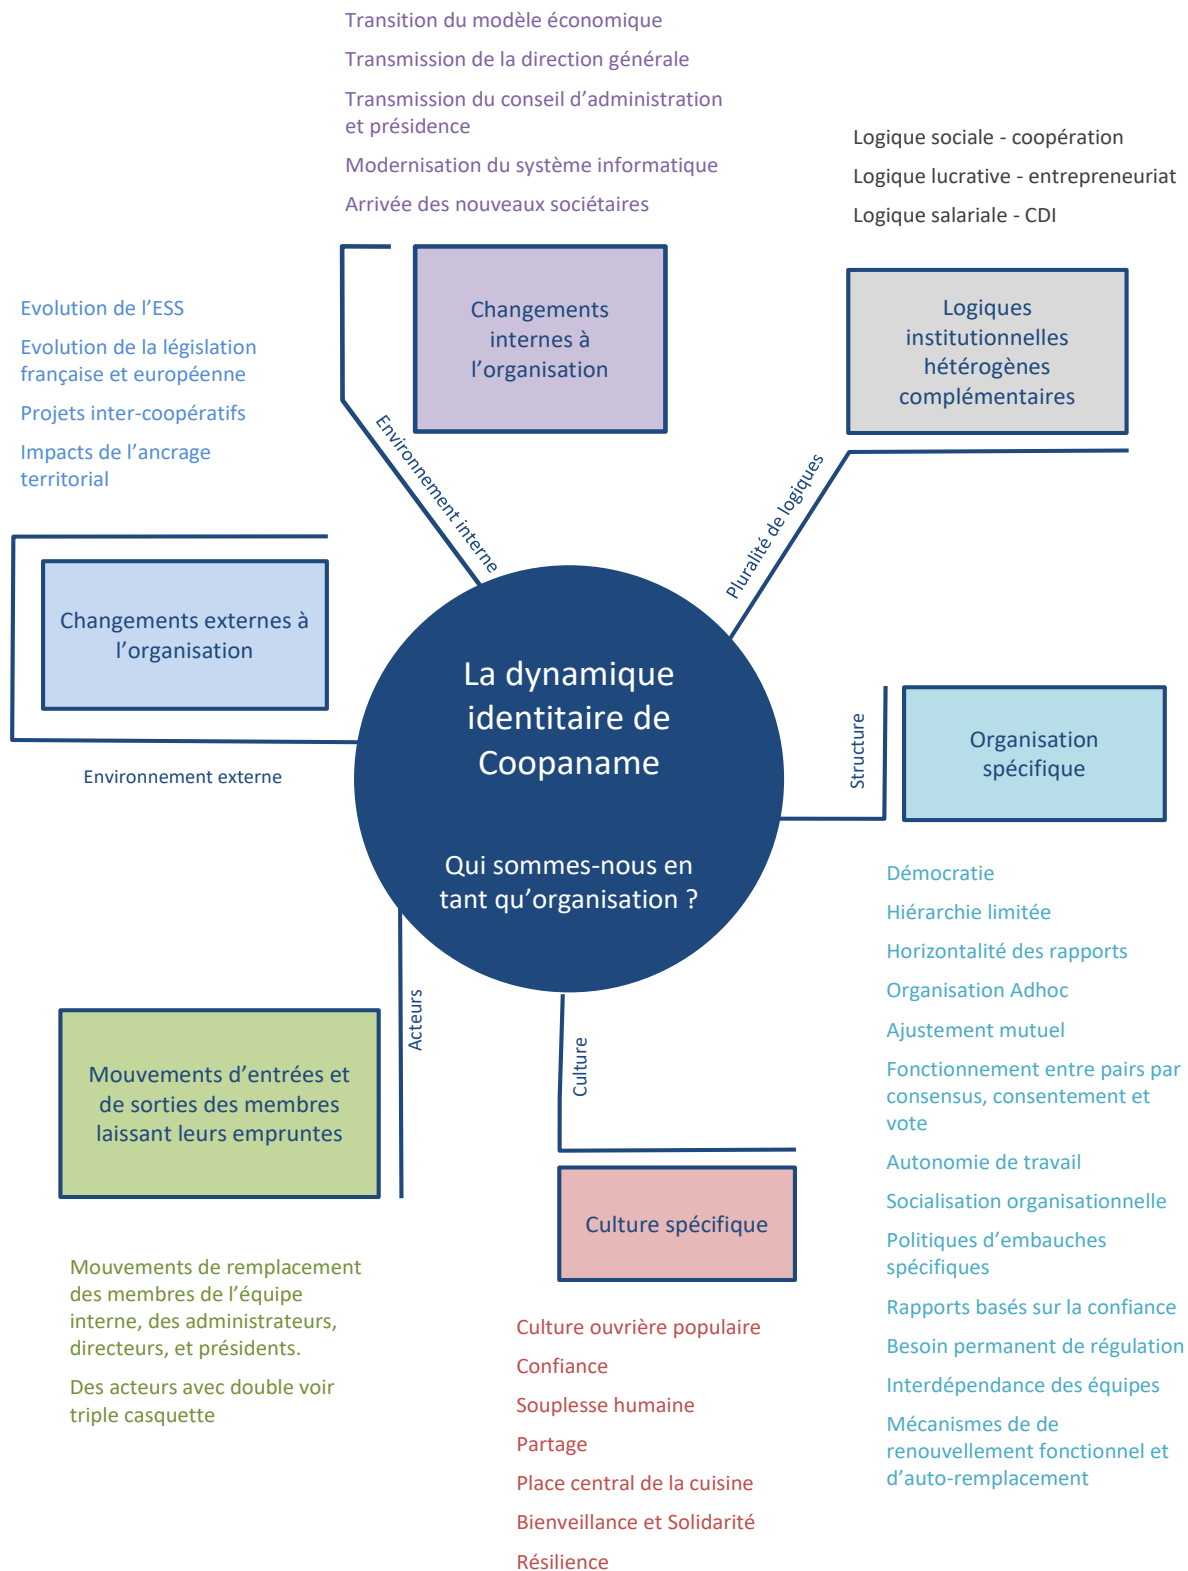 Transition du modèle économique
Transmission de la direction générale
Transmission du conseil d'administration
et présidence
Modernisation du système informatique
Arrivée des nouveaux sociétaires
Logique sociale - coopération
Logique lucrative - entrepreneuriat
Logique salariale - CDI
Changements
internes à
l'organisation
Logiques
institutionnelles
hétérogènes
complémentaires
Evolution de l'ESS
Evolution de la législation
française et européenne
Projets inter-coopératifs
Impacts de l'ancrage
territorial
Environnement interne
Pluralité de logiques
Changements externes à
l'organisation
Environnement externe
La dynamique
identitaire de
Coopaname
Qui sommes-nous en
tant qu'organisation ?
Structure
Organisation
spécifique
Démocratie
Hiérarchie limitée
Horizontalité des rapports
Organisation Adhoc
Ajustement mutuel
Fonctionnement entre pairs par
consensus, consentement et
vote
Autonomie de travail
Socialisation organisationnelle
Politiques d'embauches
spécifiques
Rapports basés sur la confiance
Besoin permanent de régulation
Interdépendance des équipes
Mécanismes de de
renouvellement fonctionnel et
d'auto-remplacement
Acteurs
Mouvements d'entrées et
de sorties des membres
laissant leurs empruntes
Mouvements de remplacement
des membres de l'équipe
interne, des administrateurs,
directeurs, et présidents.
Des acteurs avec double voir
triple casquette
Culture
Culture spécifique
Culture ouvrière populaire
Confiance
Souplesse humaine
Partage
Place central de la cuisine
Bienveillance et Solidarité
Résilience